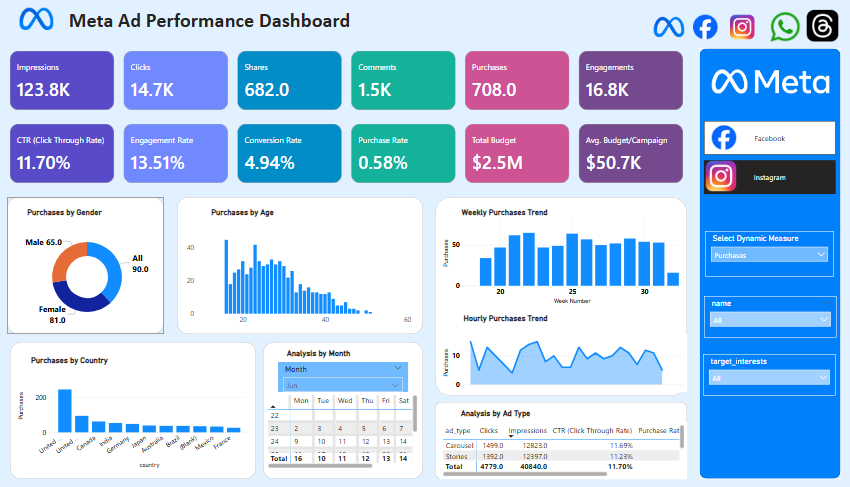 Meta Ad Performance Dashboard
Impressions
123.8K
Clicks
14.7K
Shares
682.0
Comments
1.5K
Purchases
708.0
Engagements
16.8K
CTR (Click Through Rate)
11.70%
Engagement Rate
13.51%
Conversion Rate
4.94%
Purchase Rate
0.58%
Total Budget
$2.5M
Avg. Budget/Campaign
$50.7K
Meta
Facebook
Instagram
Select Dynamic Measure
Purchases
name
All
target_interests
All
Purchases by Gender
Male 65.0
All
90.0
Female
81.0
Purchases by Age
40
20
0
20
40
60
Weekly Purchases Trend
Purchases
50
0
20
25
30
Week Number
Hourly Purchases Trend
Purchases
10
0
Purchases by Country
Purchases
200
0
United ...
United ...
Canada
India
Germany
Japan
Australia
Brazil
(Blank)
Mexico
France
country
Analysis by Month
Month
Jun
Mon Tue Wed Thu Fri Sat
22
23 2 3 4 5 6 7
24 9 10 11 12 13 14
Total 16 10 11 12 13 14
Analysis by Ad Type
ad_type Clicks Impressions CTR (Click Through Rate) Purchase Rat
Carousel 1499.0 12823.0 11.69%
Stories 1392.0 12397.0 11.23%
Total 4779.0 40840.0 11.70%